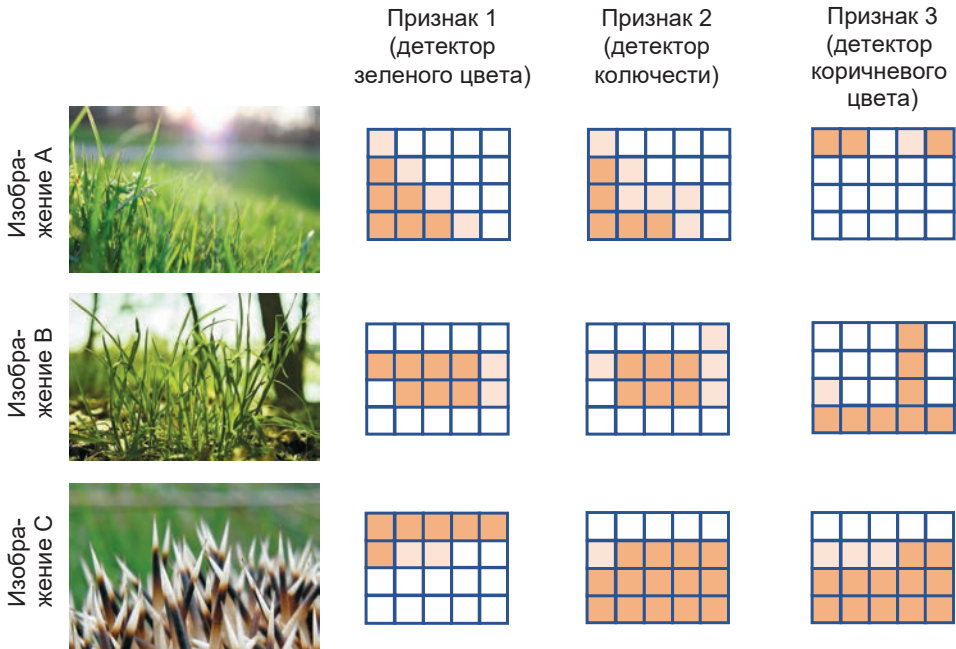 Признак 1
(детектор
зеленого цвета)
Признак 2
(детектор
колючести)
Признак 3
(детектор
коричневого
цвета)
Изобра-
жение A
Изобра-
жение B
Изобра-
жение C